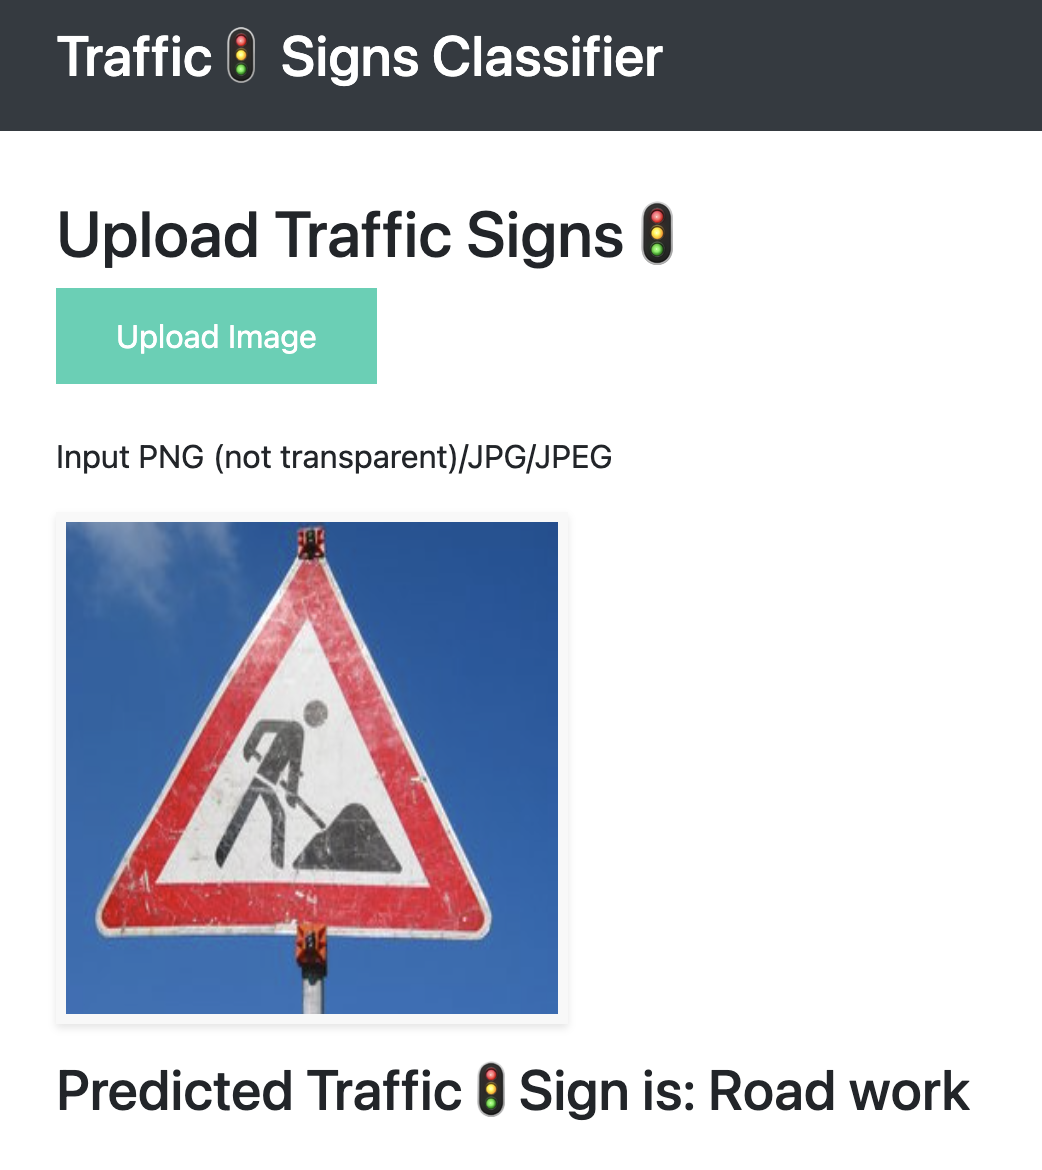 Traffic🚦 Signs Classifier
Upload Traffic Signs🚦
Upload Image
Input PNG (not transparent)/JPG/JPEG
Predicted Traffic🚦Sign is: Road work